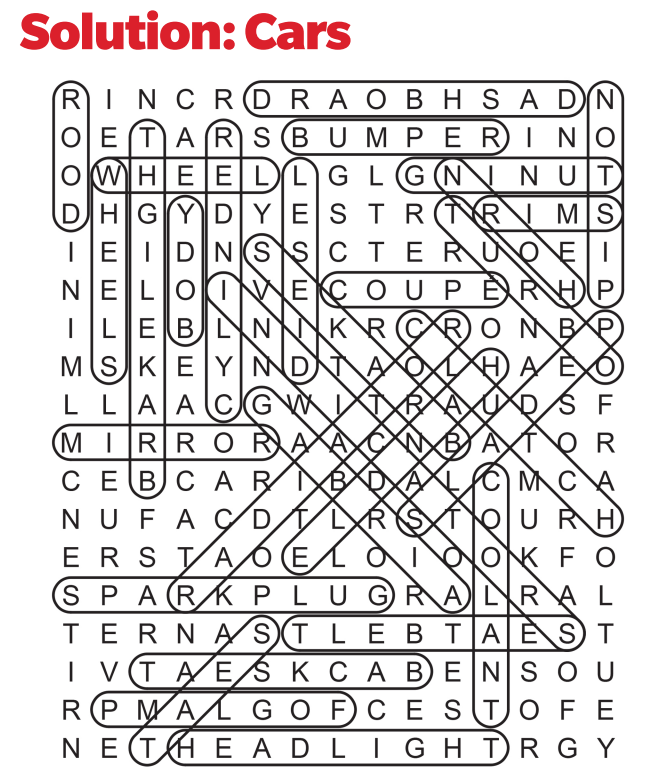 Solution: Cars
R I N C R D R A O B H S A D N
O E T A R S B U M P E R I N O
O W H E E L L G L G N I N U T
D H G Y D Y E S T R T R I M S
I E I D N S S C T E R U O E I
N E L O I V E C O U P E R H P
I L E B L N I K R C R O N B P
M S K E Y N D T A O L H A E O
L L A A C G W I T R A U D S F
M I R R O R A A C N B A T O R
C E B C A R I B D A L C M C A
N U F A C D T L R S T O U R H
E R S T A O E L O I O O K F O
S P A R K P L U G R A L R A L
T E R N A S T L E B T A E S T
I V T A E S K C A B E N S O U
R P M A L G O F C E S T O F E
N E T H E A D L I G H T R G Y